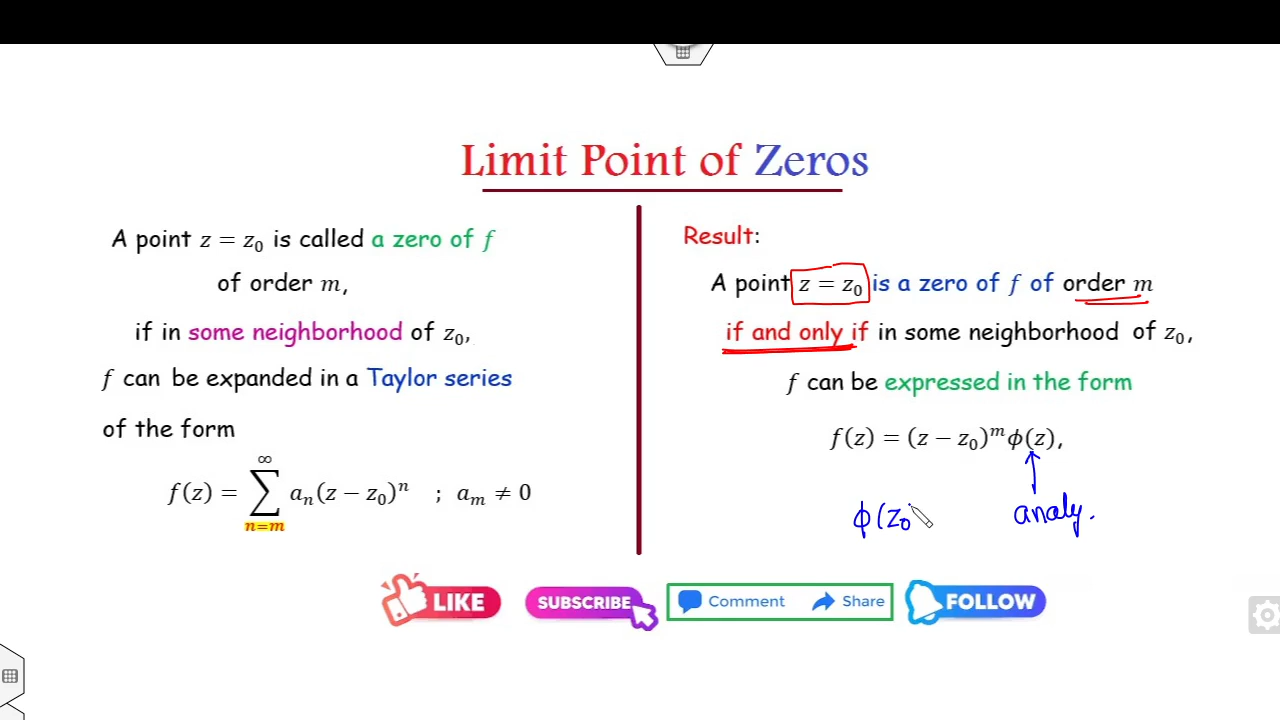 Limit Point of Zeros
A point z = z₀ is called a zero of f
of order m,
if in some neighborhood of z₀,
f can be expanded in a Taylor series
of the form
f(z) = ∑_{n=m}^{∞} aₙ(z − z₀)ⁿ ; aₘ ≠ 0
Result:
A point z = z₀ is a zero of f of order m
if and only if in some neighborhood of z₀,
f can be expressed in the form
f(z) = (z − z₀)ᵐϕ(z),
ϕ(z₀ analy.
LIKE SUBSCRIBE Comment Share FOLLOW